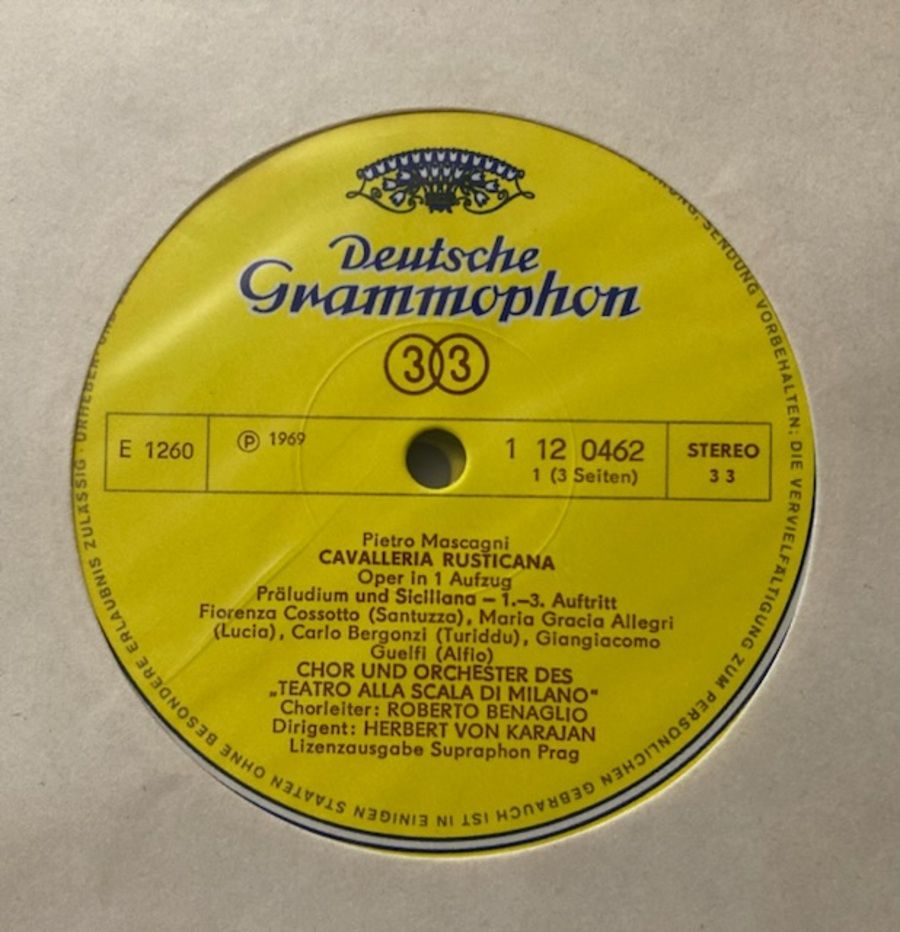 Deutsche
Grammophon
33
E 1260
Ⓟ 1969
1 12 0462
1 (3 Seiten)
STEREO
33
Pietro Mascagni
CAVALLERIA RUSTICANA
Oper in 1 Aufzug
Präludium und Siciliana – 1.–3. Auftritt
Fiorenza Cossotto (Santuzza), Maria Gracia Allegri
(Lucia), Carlo Bergonzi (Turiddu), Giangiacomo
Guelfi (Alfio)
CHOR UND ORCHESTER DES
„TEATRO ALLA SCALA DI MILANO“
Chorleiter: ROBERTO BENAGLIO
Dirigent: HERBERT VON KARAJAN
Lizenzausgabe Supraphon Prag
SENDUNG VORBEHALTEN; DIE VERVIELFÄLTIGUNG ZUM PERSÖNLICHEN GEBRAUCH IST IN EINIGEN STAATEN OHNE BESONDERE ERLAUBNIS ZULÄSSIG ·